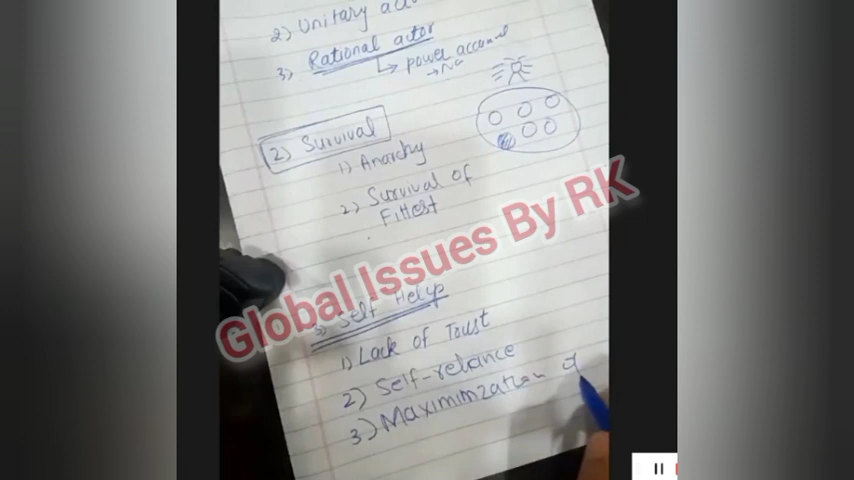 2) Unitary
3) Rational actor
↳ power
2) Survival
1) Anarchy
2) Survival of
Fittest
Global Issues By RK
3) Self Help
1) Lack of Trust
2) Self-reliance
3) Maximization of